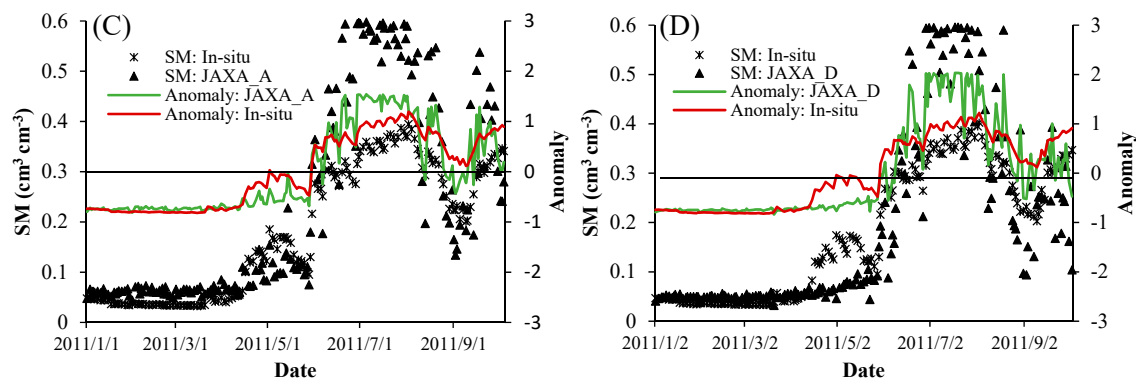 (C)
SM: In-situ
SM: JAXA_A
Anomaly: JAXA_A
Anomaly: In-situ
0.6
0.5
0.4
0.3
0.2
0.1
0
SM (cm³ cm⁻³)
3
2
1
0
-1
-2
-3
Anomaly
2011/1/1 2011/3/1 2011/5/1 2011/7/1 2011/9/1
Date
(D)
SM: In-situ
SM: JAXA_D
Anomaly: JAXA_D
Anomaly: In-situ
0.6
0.5
0.4
0.3
0.2
0.1
0
SM (cm³ cm⁻³)
3
2
1
0
-1
-2
-3
Anomaly
2011/1/2 2011/3/2 2011/5/2 2011/7/2 2011/9/2
Date